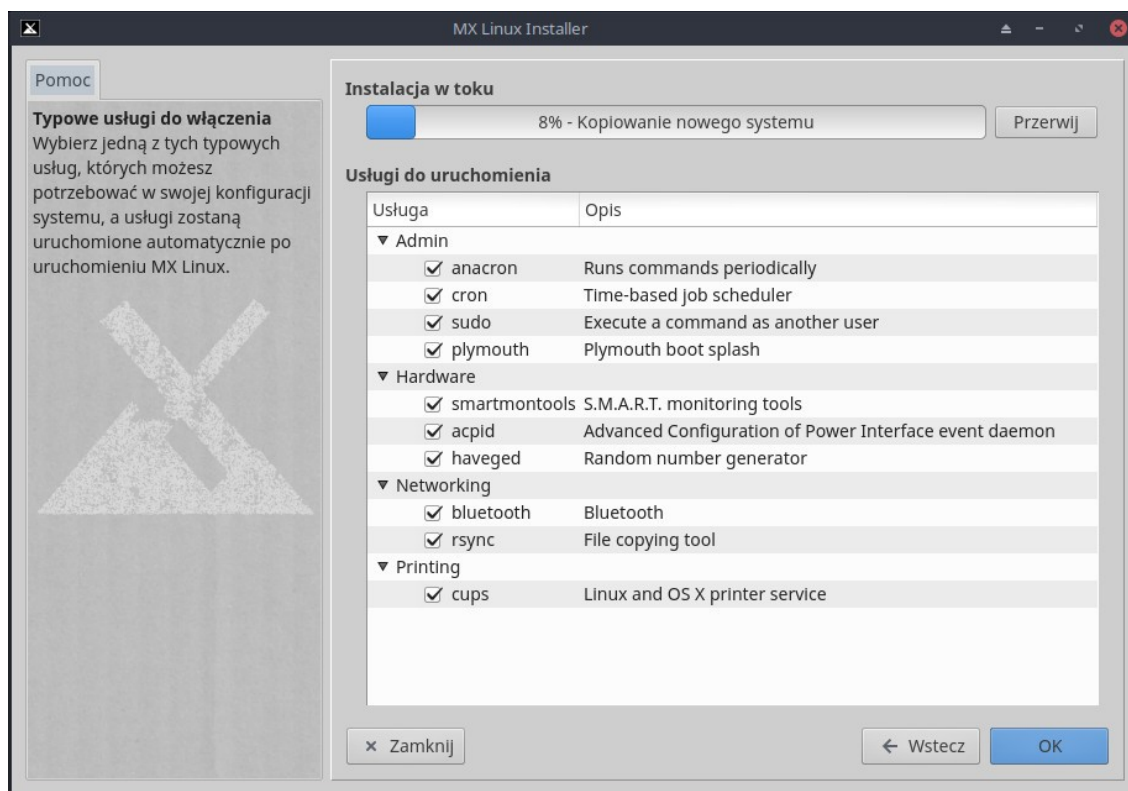 MX Linux Installer
Pomoc
Typowe usługi do włączenia
Wybierz jedną z tych typowych
usług, których możesz
potrzebować w swojej konfiguracji
systemu, a usługi zostaną
uruchomione automatycznie po
uruchomieniu MX Linux.
Instalacja w toku
8% - Kopiowanie nowego systemu
Przerwij
Usługi do uruchomienia
Usługa Opis
Admin
anacron Runs commands periodically
cron Time-based job scheduler
sudo Execute a command as another user
plymouth Plymouth boot splash
Hardware
smartmontools S.M.A.R.T. monitoring tools
acpid Advanced Configuration of Power Interface event daemon
haveged Random number generator
Networking
bluetooth Bluetooth
rsync File copying tool
Printing
cups Linux and OS X printer service
Zamknij
Wstecz
OK